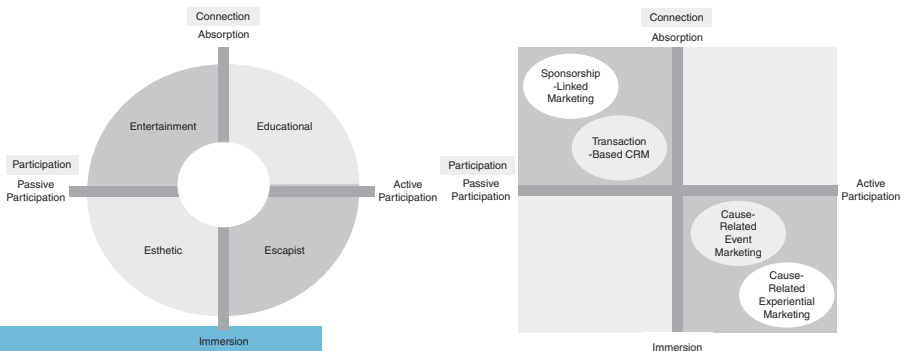 Connection
Absorption
Entertainment
Educational
Participation
Passive
Participation
Active
Participation
Esthetic
Escapist
Immersion
Connection
Absorption
Sponsorship
-Linked
Marketing
Transaction
-Based CRM
Participation
Passive
Participation
Active
Participation
Cause-
Related
Event
Marketing
Cause-
Related
Experiential
Marketing
Immersion